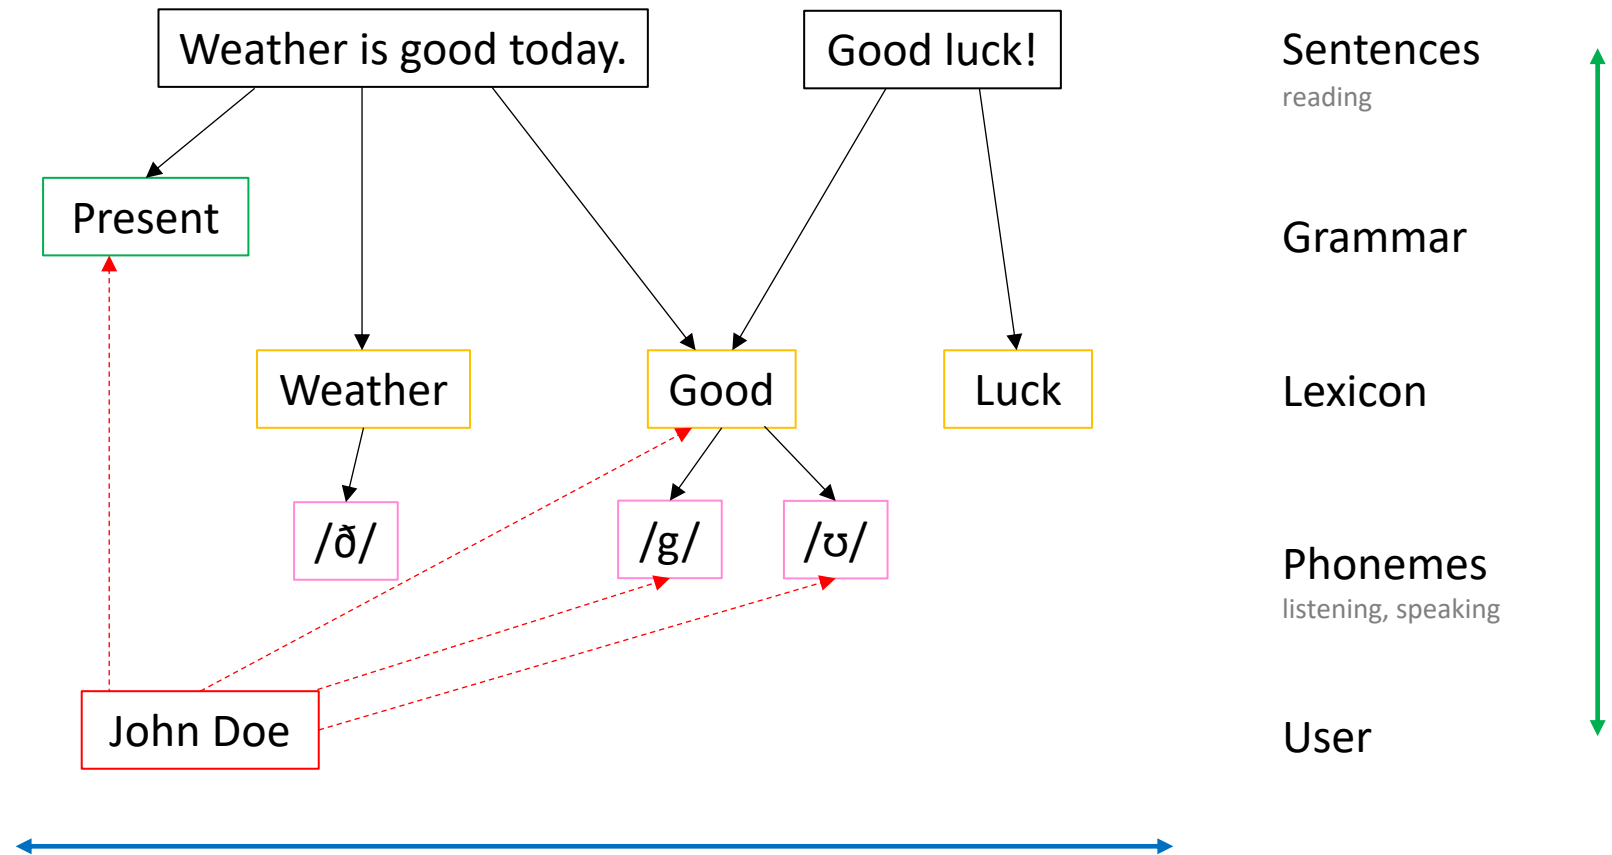 Weather is good today.
Good luck!
Sentences
reading
Present
Grammar
Weather
Good
Luck
Lexicon
/ð/
/g/
/ʊ/
Phonemes
listening, speaking
John Doe
User